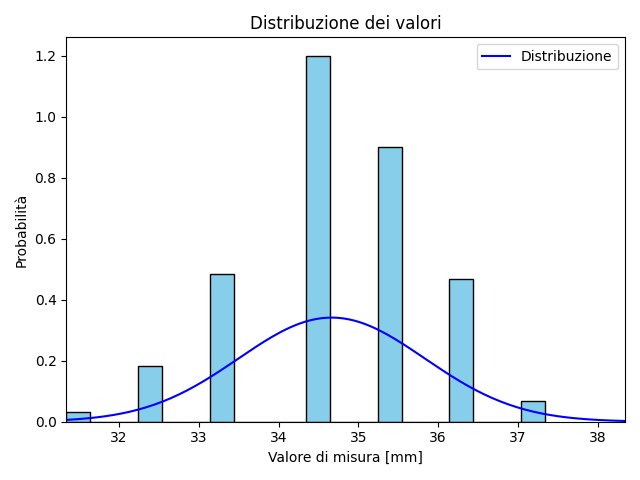 Distribuzione dei valori
Distribuzione
Probabilità
1.2
1.0
0.8
0.6
0.4
0.2
0.0
32 33 34 35 36 37 38
Valore di misura [mm]